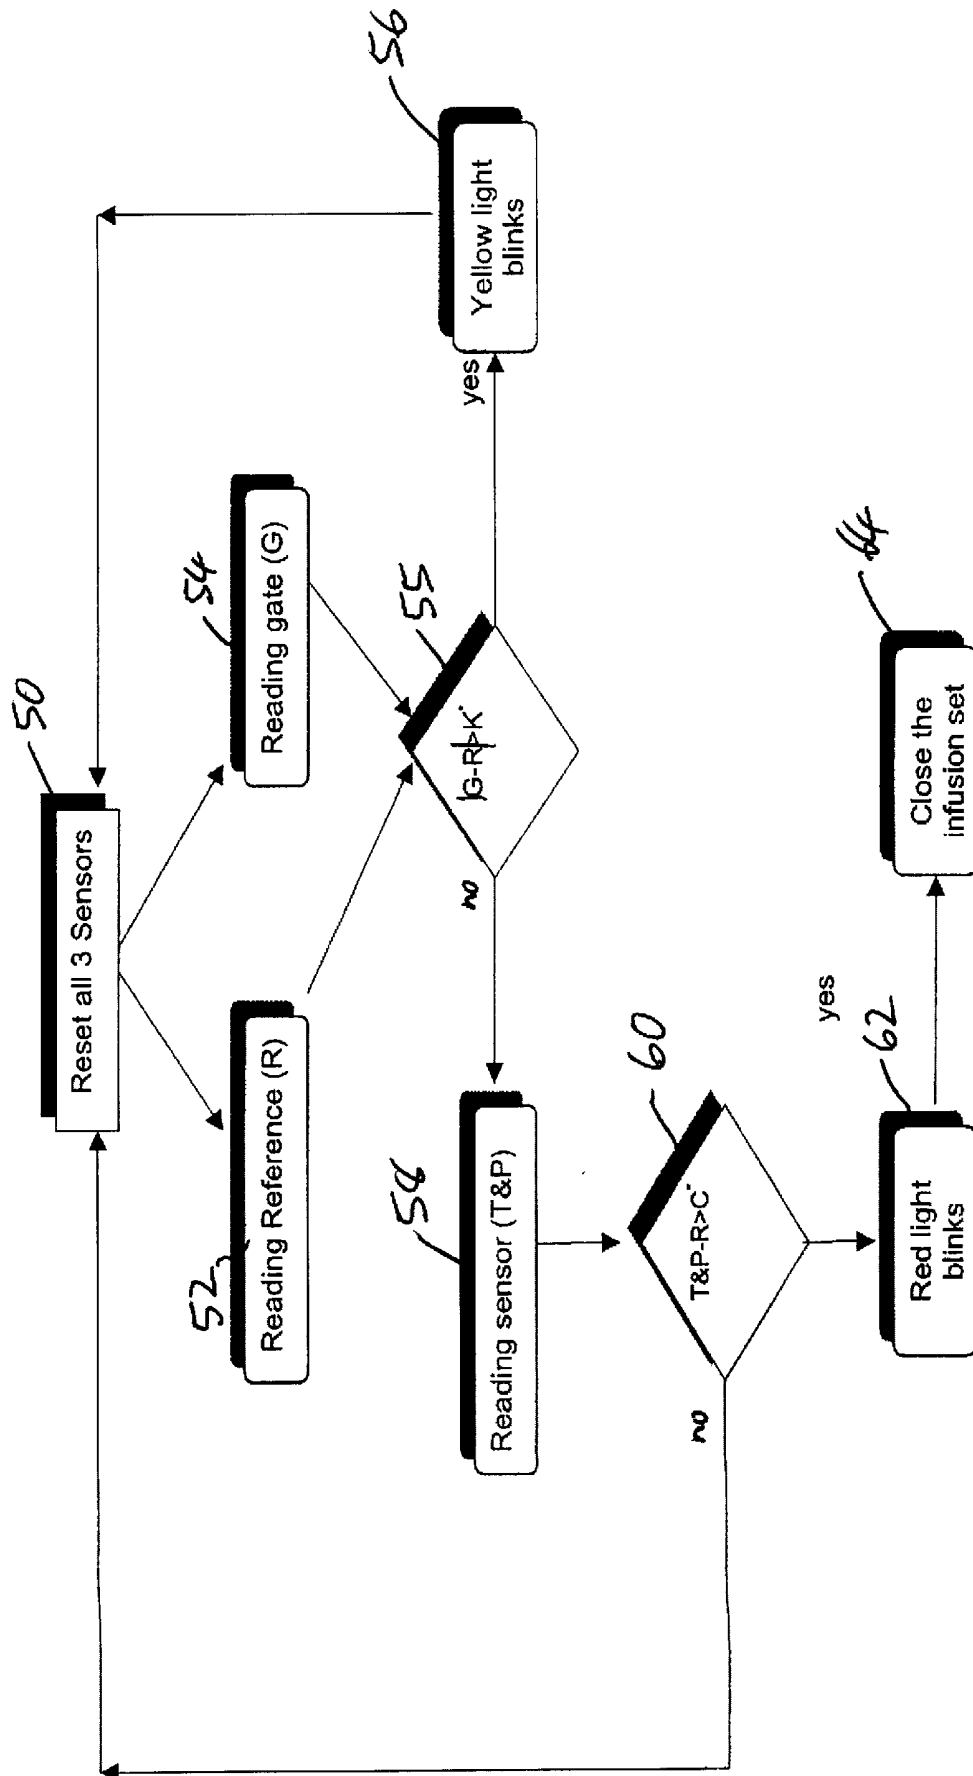 50
Reset all 3 Sensors
52
Reading Reference (R)
54
Reading gate (G)
55
|G-R|>K*
yes
56
Yellow light
blinks
no
58
Reading sensor (T&P)
60
T&P-R>C*
no
yes
62
Red light
blinks
64
Close the
infusion set